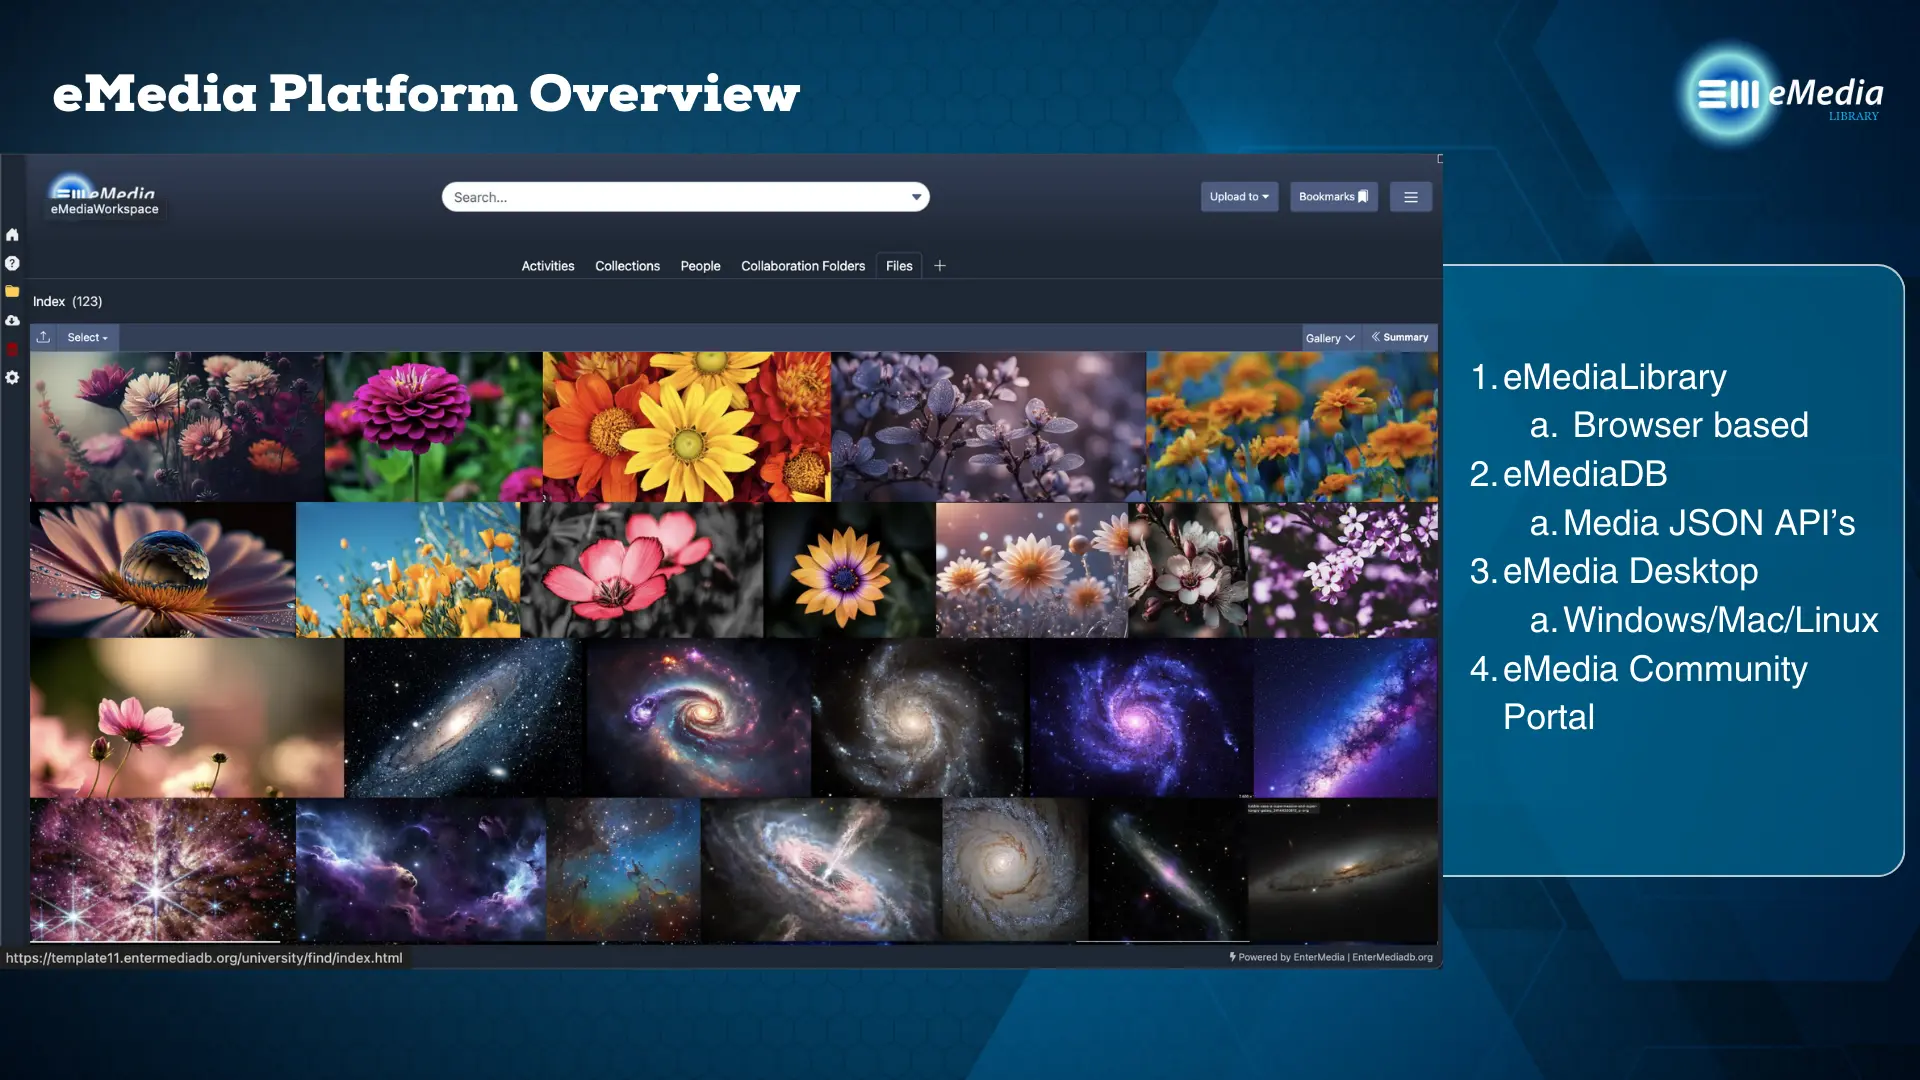 eMedia Platform Overview
eMedia
LIBRARY
eMedia
eMediaWorkspace
Search...
Upload to
Bookmarks
Activities
Collections
People
Collaboration Folders
Files
Index (123)
Select
Gallery
Summary
1. eMediaLibrary
a. Browser based
2. eMediaDB
a. Media JSON API’s
3. eMedia Desktop
a. Windows/Mac/Linux
4. eMedia Community
Portal
https://template11.entermediadb.org/university/find/index.html
Powered by EnterMedia | EnterMediadb.org